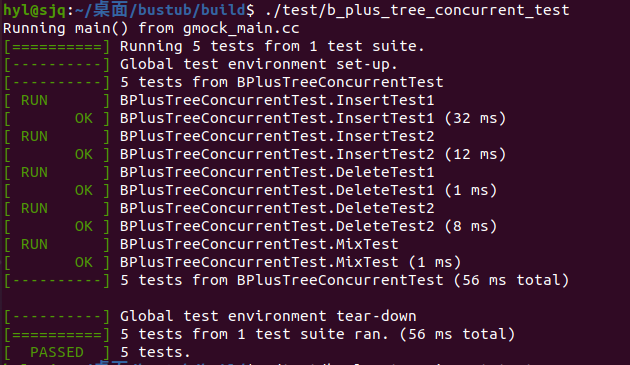 hyl@sjq:~/桌面/bustub/build$ ./test/b_plus_tree_concurrent_test
Running main() from gmock_main.cc
[==========] Running 5 tests from 1 test suite.
[----------] Global test environment set-up.
[----------] 5 tests from BPlusTreeConcurrentTest
[ RUN      ] BPlusTreeConcurrentTest.InsertTest1
[       OK ] BPlusTreeConcurrentTest.InsertTest1 (32 ms)
[ RUN      ] BPlusTreeConcurrentTest.InsertTest2
[       OK ] BPlusTreeConcurrentTest.InsertTest2 (12 ms)
[ RUN      ] BPlusTreeConcurrentTest.DeleteTest1
[       OK ] BPlusTreeConcurrentTest.DeleteTest1 (1 ms)
[ RUN      ] BPlusTreeConcurrentTest.DeleteTest2
[       OK ] BPlusTreeConcurrentTest.DeleteTest2 (8 ms)
[ RUN      ] BPlusTreeConcurrentTest.MixTest
[       OK ] BPlusTreeConcurrentTest.MixTest (1 ms)
[----------] 5 tests from BPlusTreeConcurrentTest (56 ms total)
[----------] Global test environment tear-down
[==========] 5 tests from 1 test suite ran. (56 ms total)
[  PASSED  ] 5 tests.